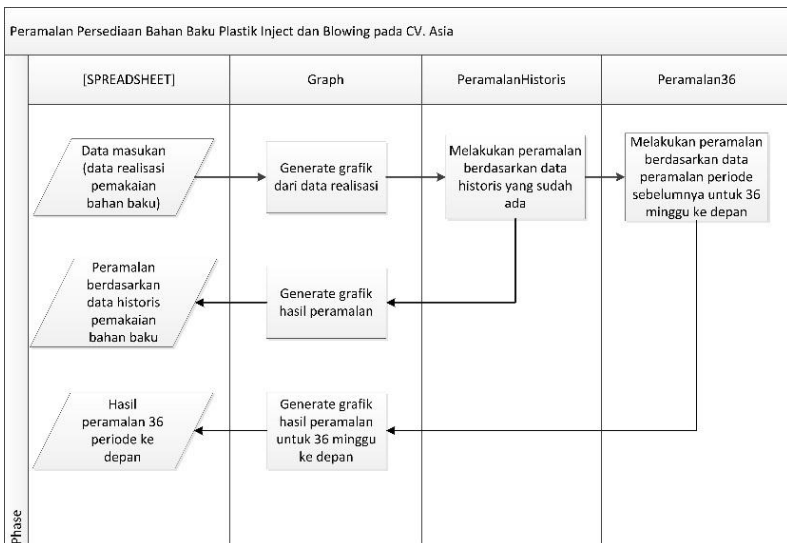 Peramalan Persediaan Bahan Baku Plastik Inject dan Blowing pada CV. Asia
[SPREADSHEET]
Graph
PeramalanHistoris
Peramalan36
Data masukan
(data realisasi
pemakaian
bahan baku)
Generate grafik
dari data realisasi
Melakukan peramalan
berdasarkan data
historis yang sudah
ada
Melakukan peramalan
berdasarkan data
peramalan periode
sebelumnya untuk 36
minggu ke depan
Peramalan
berdasarkan
data historis
pemakaian
bahan baku
Generate grafik
hasil peramalan
Hasil
peramalan 36
periode ke
depan
Generate grafik
hasil peramalan
untuk 36 minggu
ke depan
Phase